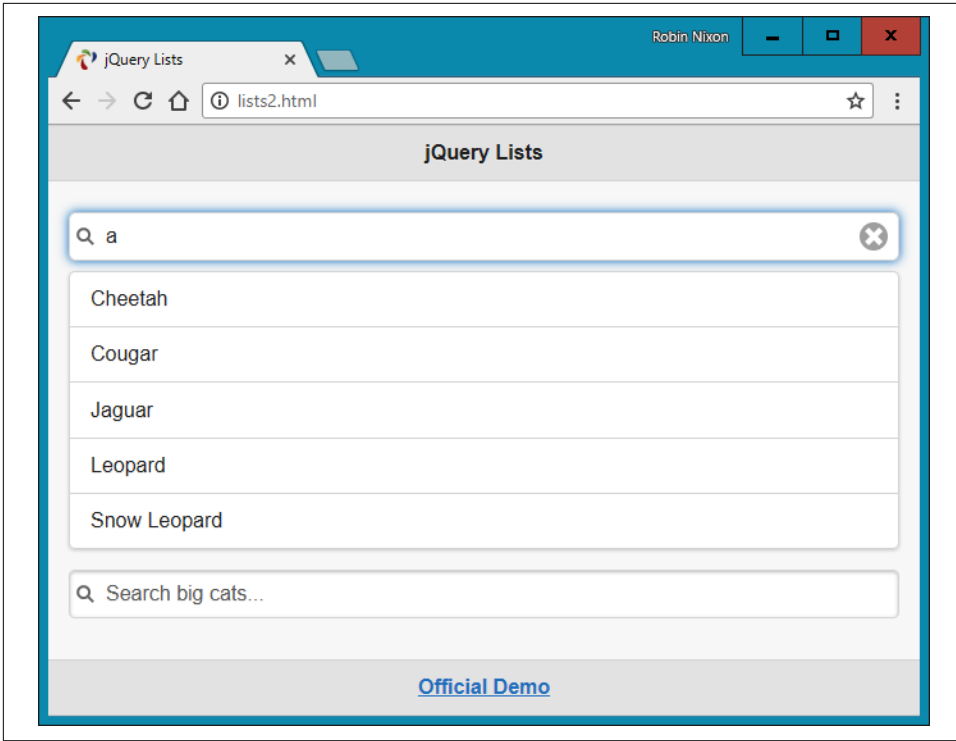 Robin Nixon
jQuery Lists
lists2.html
jQuery Lists
a
Cheetah
Cougar
Jaguar
Leopard
Snow Leopard
Search big cats...
Official Demo